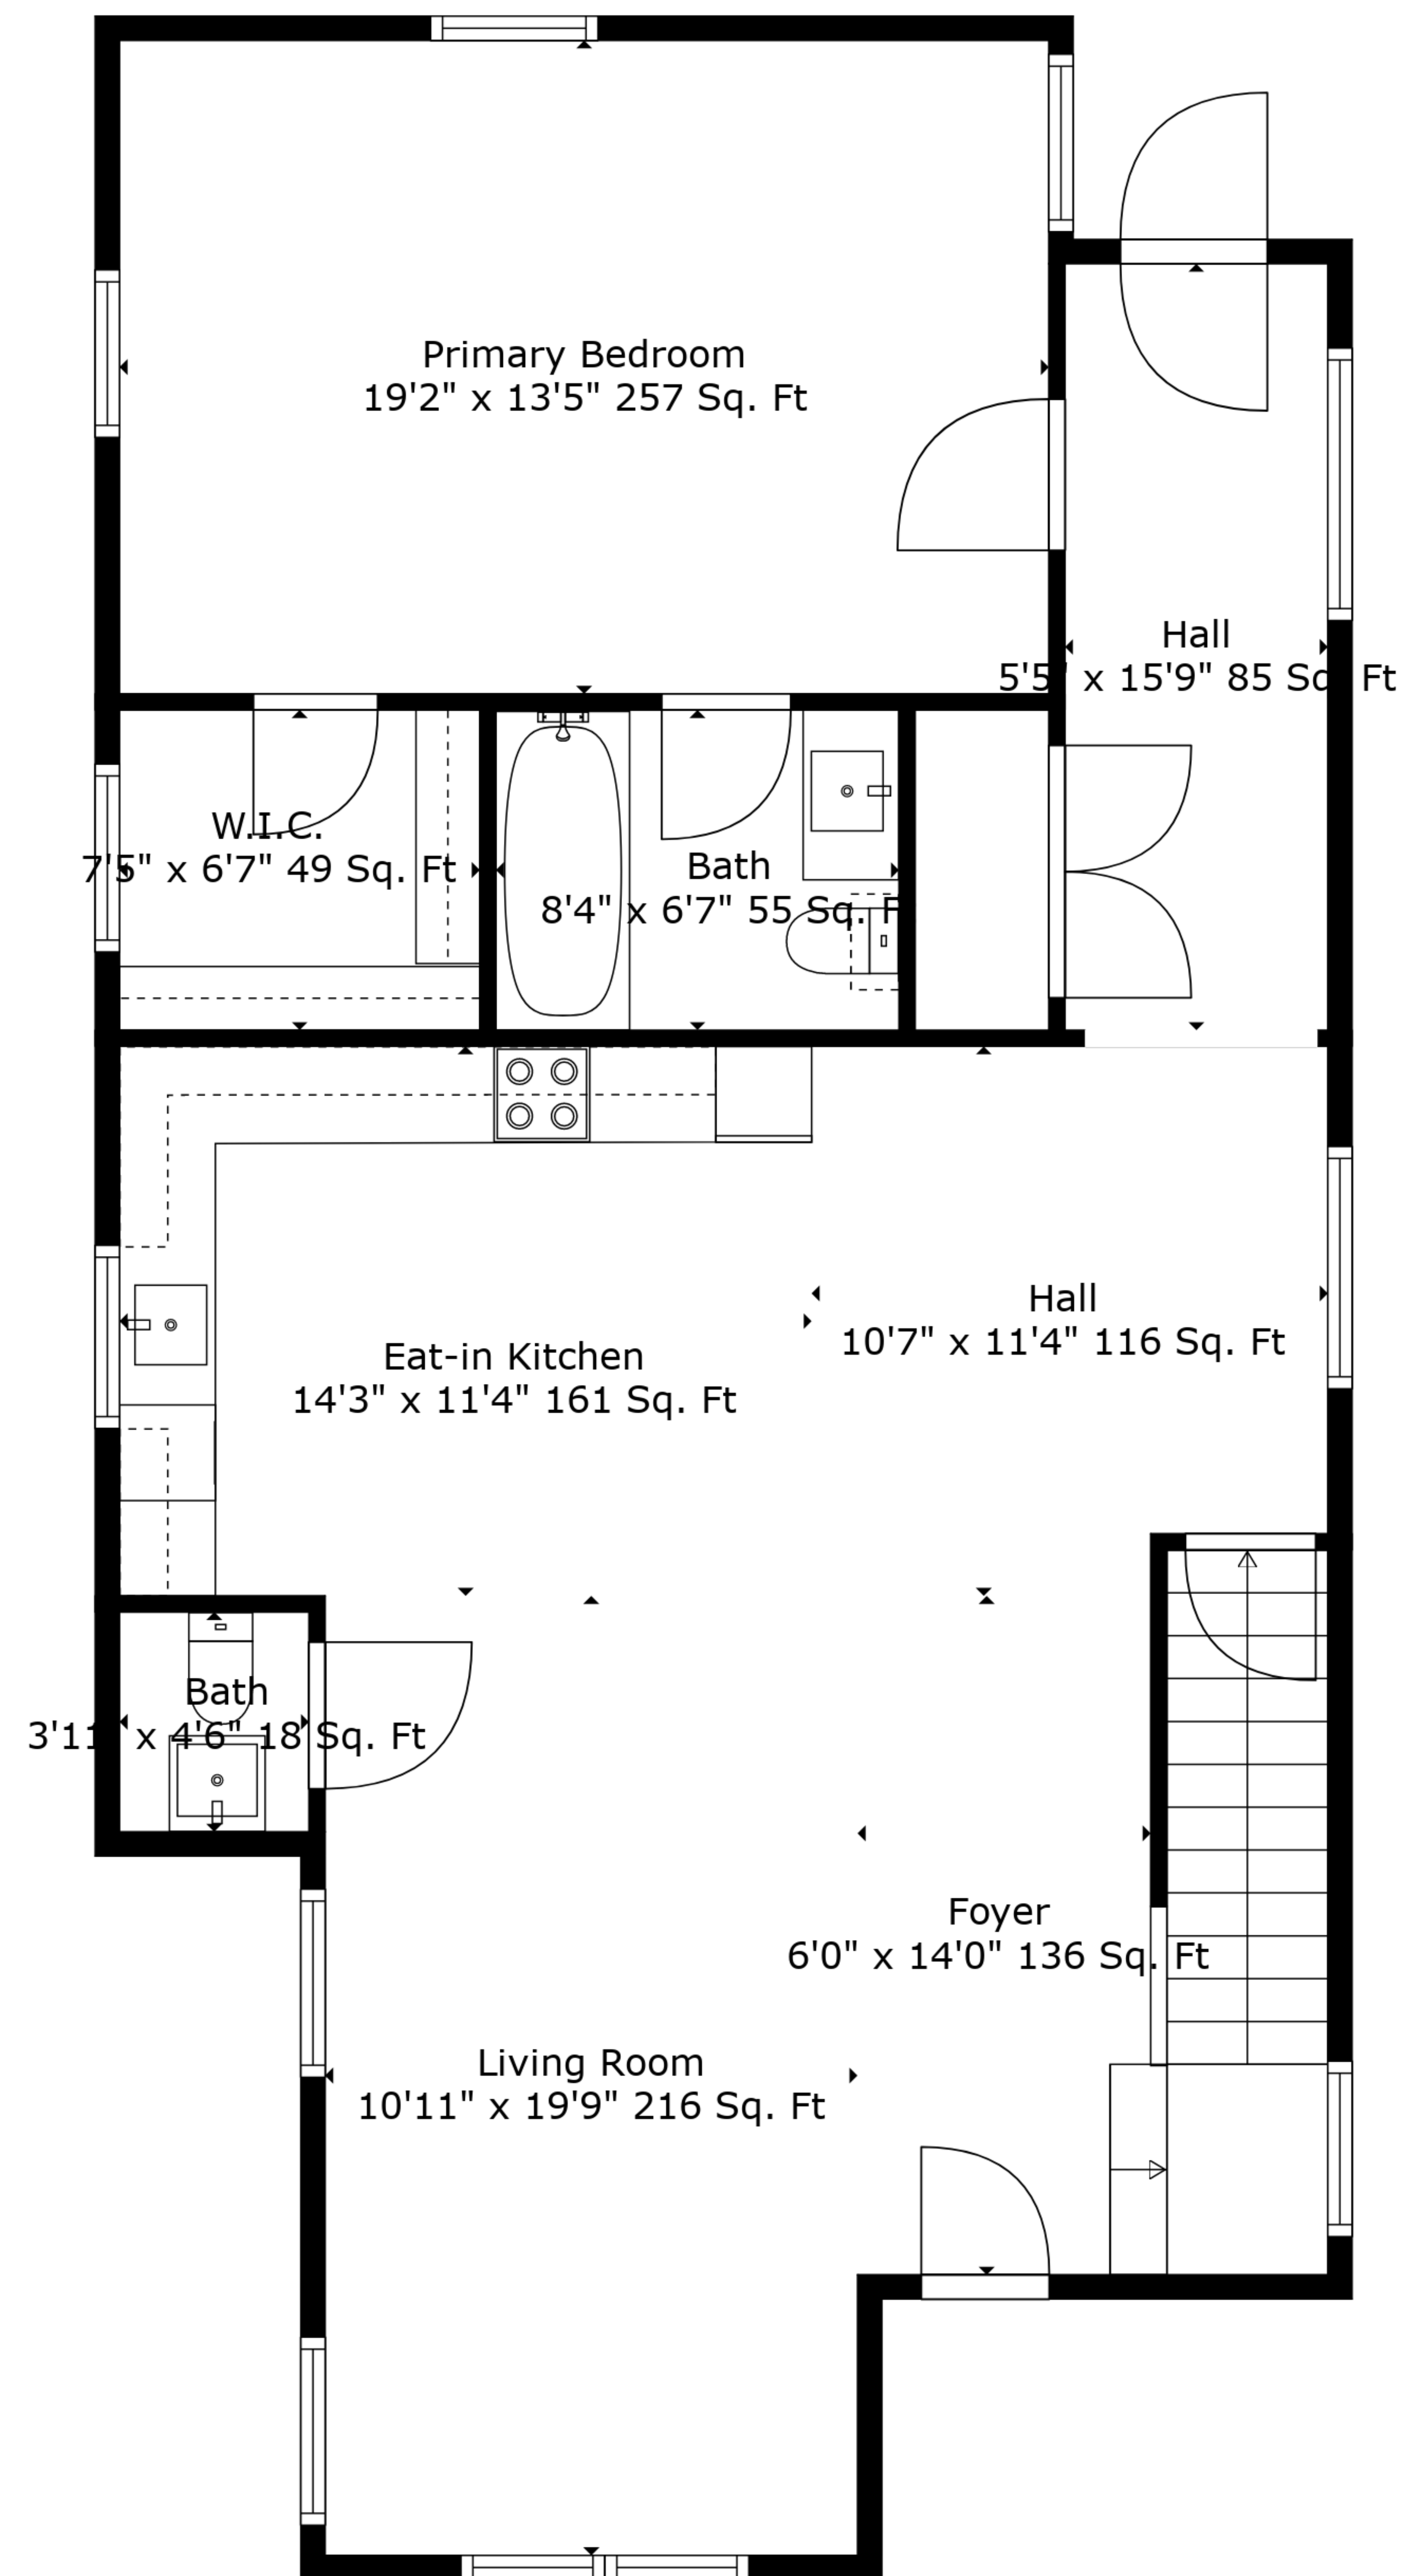 Primary Bedroom
19'2" x 13'5" 257 Sq. Ft
Hall
5'5" x 15'9" 85 Sq. Ft
W.I.C.
7'5" x 6'7" 49 Sq. Ft
Bath
8'4" x 6'7" 55 Sq. F
Hall
10'7" x 11'4" 116 Sq. Ft
Eat-in Kitchen
14'3" x 11'4" 161 Sq. Ft
Bath
3'11" x 4'6" 18 Sq. Ft
Foyer
6'0" x 14'0" 136 Sq. Ft
Living Room
10'11" x 19'9" 216 Sq. Ft